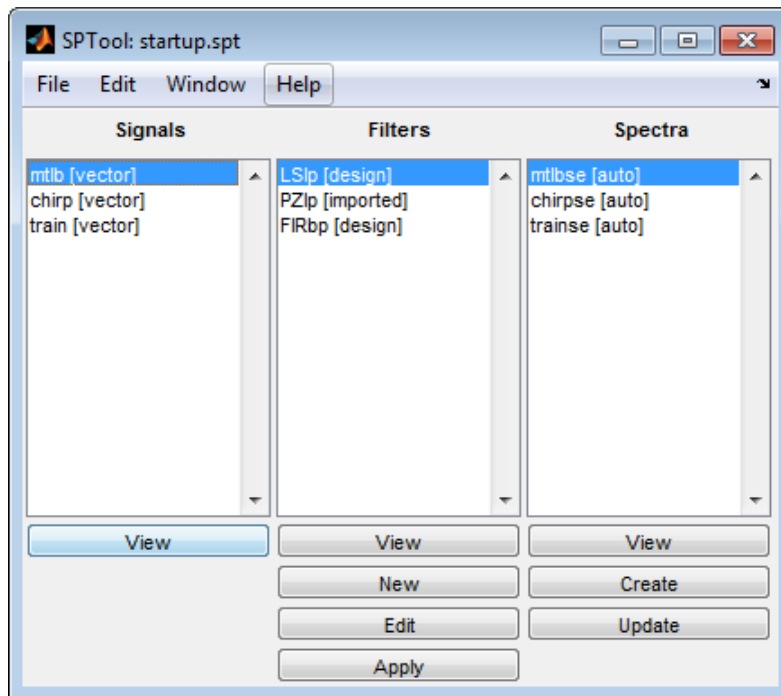 SPTool: startup.spt
File Edit Window Help
Signals Filters Spectra
mtlb [vector] LSlp [design] mtlbse [auto]
chirp [vector] PZlp [imported] chirpse [auto]
train [vector] FIRbp [design] trainse [auto]
View View View
New Create
Edit Update
Apply